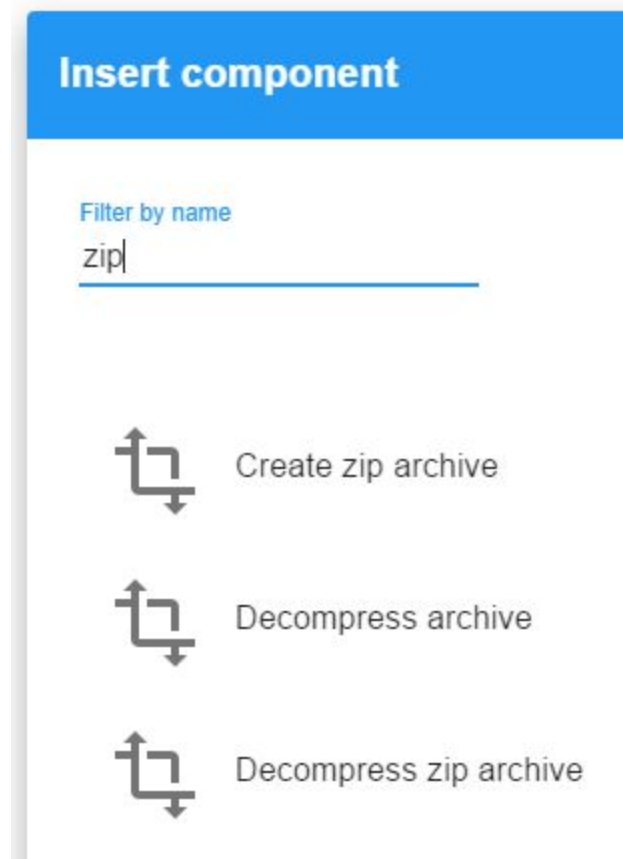 Insert component
Filter by name
zip
Create zip archive
Decompress archive
Decompress zip archive